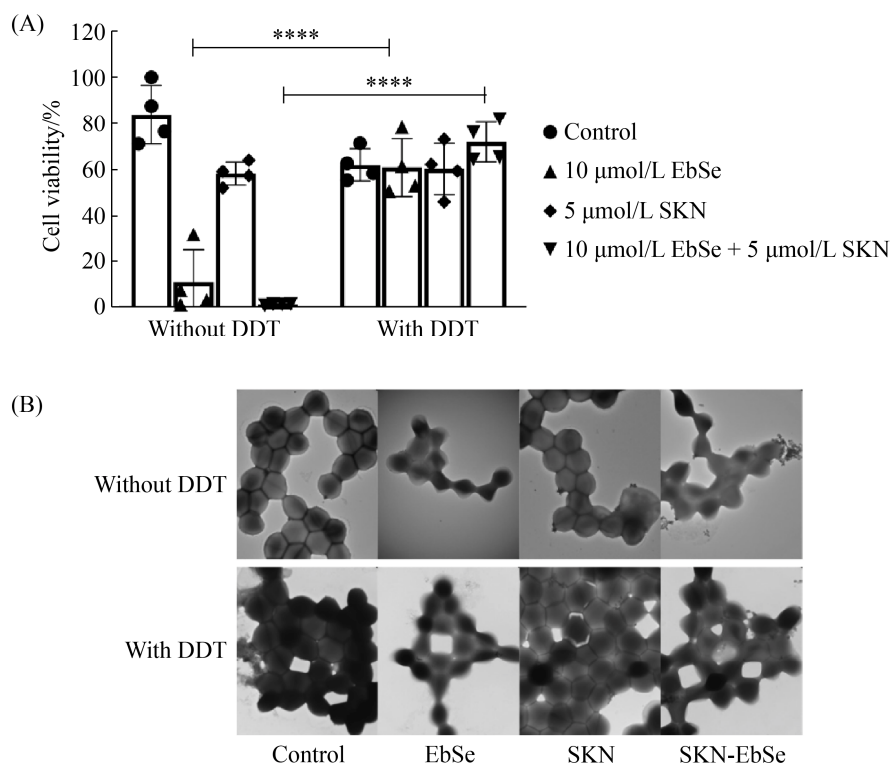 (A)
120
100
80
60
40
20
0
Cell viability/%
****
****
Without DDT
With DDT
Control
10 μmol/L EbSe
5 μmol/L SKN
10 μmol/L EbSe + 5 μmol/L SKN
(B)
Without DDT
With DDT
Control
EbSe
SKN
SKN-EbSe